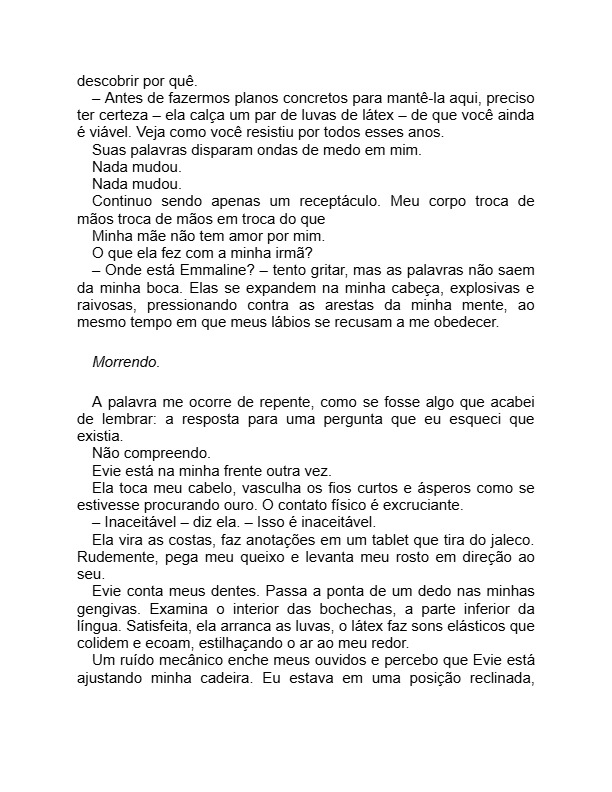 descobrir por quê.
– Antes de fazermos planos concretos para mantê-la aqui, preciso
ter certeza – ela calça um par de luvas de látex – de que você ainda
é viável. Veja como você resistiu por todos esses anos.
Suas palavras disparam ondas de medo em mim.
Nada mudou.
Nada mudou.
Continuo sendo apenas um receptáculo. Meu corpo troca de
mãos troca de mãos em troca do que
Minha mãe não tem amor por mim.
O que ela fez com a minha irmã?
– Onde está Emmaline? – tento gritar, mas as palavras não saem
da minha boca. Elas se expandem na minha cabeça, explosivas e
raivosas, pressionando contra as arestas da minha mente, ao
mesmo tempo em que meus lábios se recusam a me obedecer.
Morrendo.
A palavra me ocorre de repente, como se fosse algo que acabei
de lembrar: a resposta para uma pergunta que eu esqueci que
existia.
Não compreendo.
Evie está na minha frente outra vez.
Ela toca meu cabelo, vasculha os fios curtos e ásperos como se
estivesse procurando ouro. O contato físico é excruciante.
– Inaceitável – diz ela. – Isso é inaceitável.
Ela vira as costas, faz anotações em um tablet que tira do jaleco.
Rudemente, pega meu queixo e levanta meu rosto em direção ao
seu.
Evie conta meus dentes. Passa a ponta de um dedo nas minhas
gengivas. Examina o interior das bochechas, a parte inferior da
língua. Satisfeita, ela arranca as luvas, o látex faz sons elásticos que
colidem e ecoam, estilhaçando o ar ao meu redor.
Um ruído mecânico enche meus ouvidos e percebo que Evie está
ajustando minha cadeira. Eu estava em uma posição reclinada,